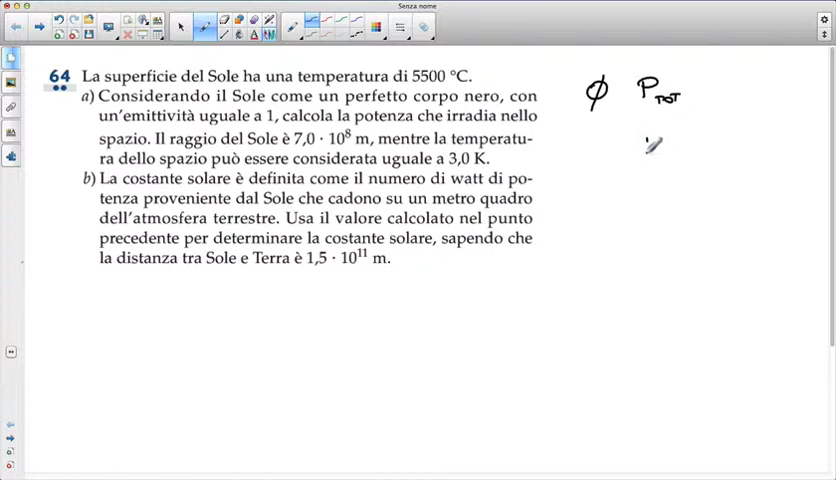 Senza nome
64 La superficie del Sole ha una temperatura di 5500 °C.
a) Considerando il Sole come un perfetto corpo nero, con
un'emittività uguale a 1, calcola la potenza che irradia nello
spazio. Il raggio del Sole è 7,0 · 10⁸ m, mentre la temperatu-
ra dello spazio può essere considerata uguale a 3,0 K.
b) La costante solare è definita come il numero di watt di po-
tenza proveniente dal Sole che cadono su un metro quadro
dell'atmosfera terrestre. Usa il valore calcolato nel punto
precedente per determinare la costante solare, sapendo che
la distanza tra Sole e Terra è 1,5 · 10¹¹ m.
ϕ P POT